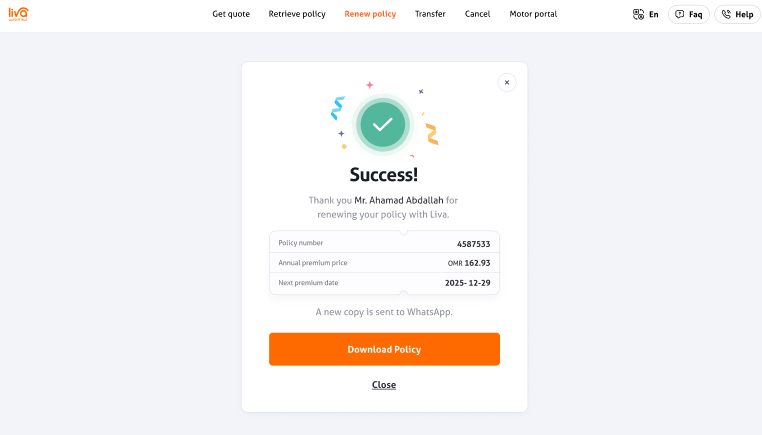 liva
Get quote
Retrieve policy
Renew policy
Transfer
Cancel
Motor portal
En
Faq
Help
Success!
Thank you Mr. Ahamad Abdallah for
renewing your policy with Liva.
Policy number 4587533
Annual premium price OMR 162.93
Next premium date 2025- 12-29
A new copy is sent to WhatsApp.
Download Policy
Close